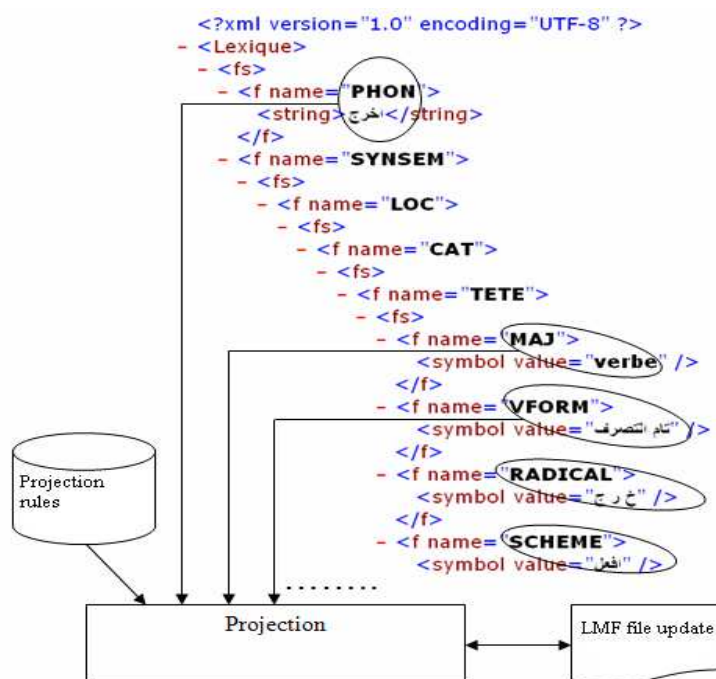 <?xml version="1.0" encoding="UTF-8" ?>
- <Lexique>
- <fs>
- <f name="PHON">
<string>اخرج</string>
</f>
- <f name="SYNSEM">
- <fs>
- <f name="LOC">
- <fs>
- <f name="CAT">
- <fs>
- <f name="TETE">
- <fs>
- <f name="MAJ">
<symbol value="verbe" />
</f>
- <f name="VFORM">
<symbol value="تام التصرف" />
</f>
- <f name="RADICAL">
<symbol value="خ ر ج" />
</f>
- <f name="SCHEME">
<symbol value="افعل" />
Projection
rules
........
Projection
LMF file update